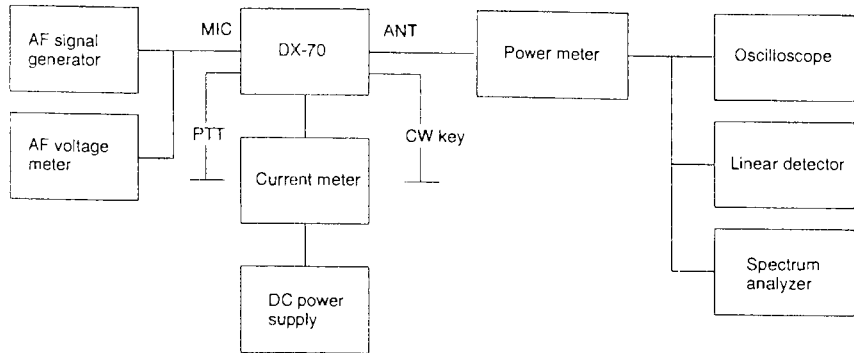 AF signal
generator
MIC
DX-70
ANT
Power meter
Oscilloscope
AF voltage
meter
PTT
CW key
Current meter
Linear detector
DC power
supply
Spectrum
analyzer